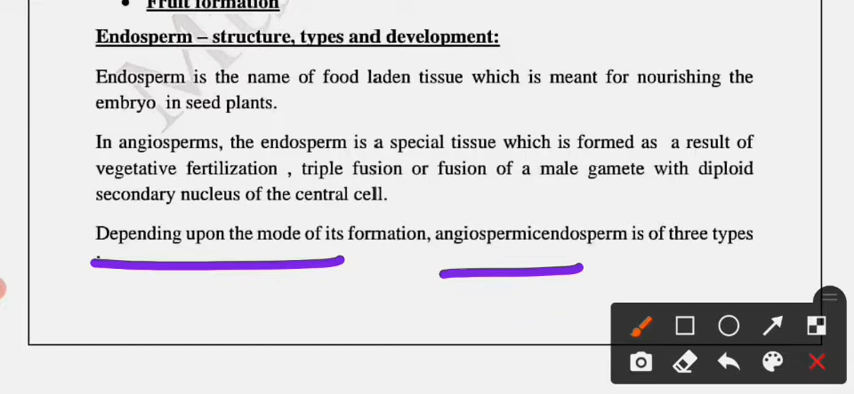 Fruit formation
Endosperm – structure, types and development:
Endosperm is the name of food laden tissue which is meant for nourishing the
embryo in seed plants.
In angiosperms, the endosperm is a special tissue which is formed as a result of
vegetative fertilization , triple fusion or fusion of a male gamete with diploid
secondary nucleus of the central cell.
Depending upon the mode of its formation, angiospermicendosperm is of three types